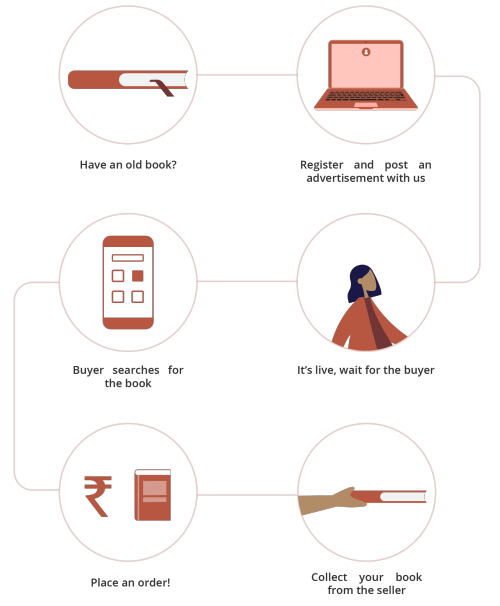 Have an old book?
Register and post an
advertisement with us
It's live, wait for the buyer
Buyer searches for
the book
Place an order!
Collect your book
from the seller